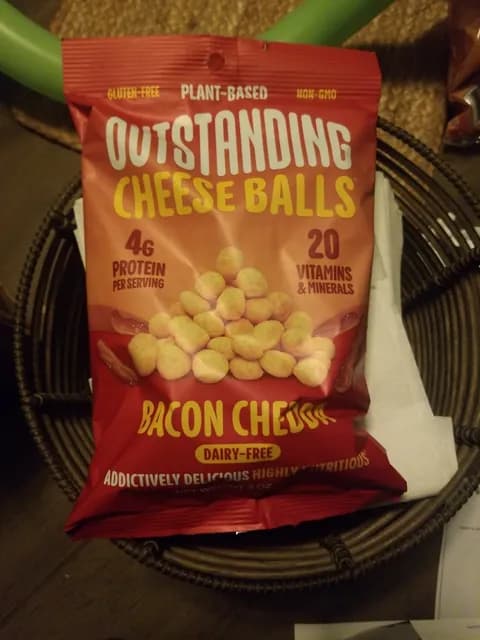 GLUTEN-FREE PLANT-BASED NON-GMO
OUTSTANDING
CHEESE BALLS
4G
PROTEIN
PER SERVING
20
VITAMINS
& MINERALS
BACON CHEDDAR
DAIRY-FREE
ADDICTIVELY DELICIOUS HIGHLY NUTRITIOUS